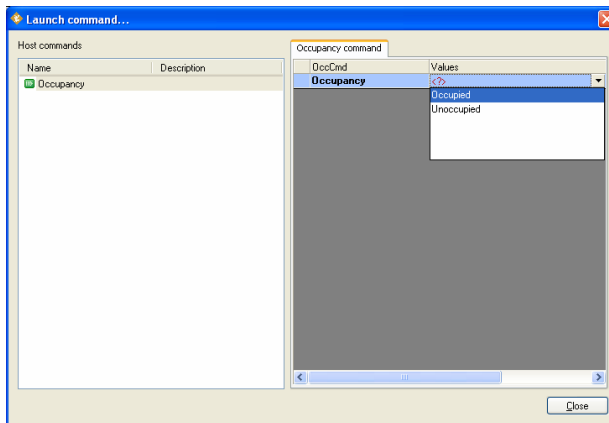 Launch command...
Host commands
Name Description
Occupancy
Occupancy command
OccCmd Values
Occupancy <?>
Occupied
Unoccupied
Close